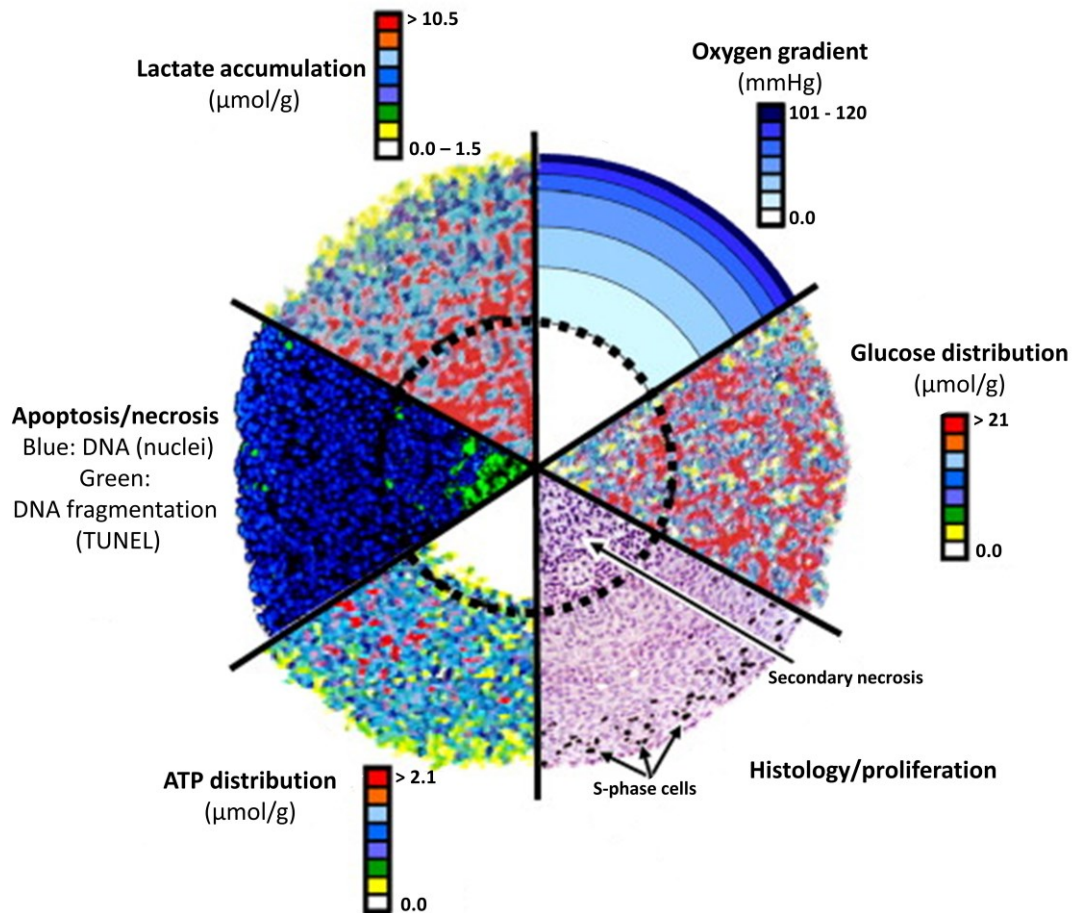 > 10.5
Lactate accumulation
(µmol/g)
0.0 – 1.5
Oxygen gradient
(mmHg)
101 - 120
0.0
Glucose distribution
(µmol/g)
> 21
0.0
Apoptosis/necrosis
Blue: DNA (nuclei)
Green:
DNA fragmentation
(TUNEL)
Secondary necrosis
S-phase cells
Histology/proliferation
ATP distribution
(µmol/g)
> 2.1
0.0